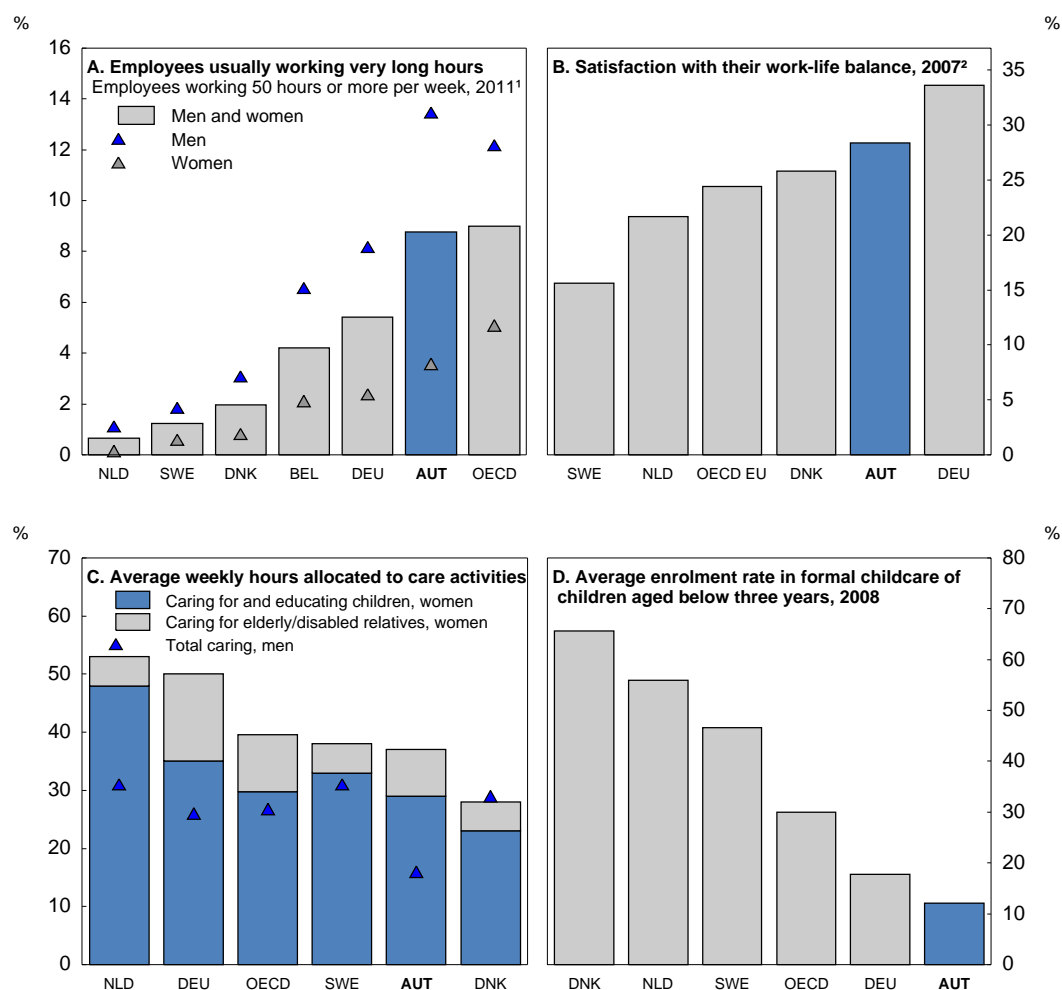 %
%
A. Employees usually working very long hours
Employees working 50 hours or more per week, 2011¹
Men and women
Men
Women
16
14
12
10
8
6
4
2
0
NLD SWE DNK BEL DEU AUT OECD
B. Satisfaction with their work-life balance, 2007²
35
30
25
20
15
10
5
0
SWE NLD OECD EU DNK AUT DEU
%
%
C. Average weekly hours allocated to care activities
Caring for and educating children, women
Caring for elderly/disabled relatives, women
Total caring, men
70
60
50
40
30
20
10
0
NLD DEU OECD SWE AUT DNK
D. Average enrolment rate in formal childcare of
children aged below three years, 2008
80
70
60
50
40
30
20
10
0
DNK NLD SWE OECD DEU AUT